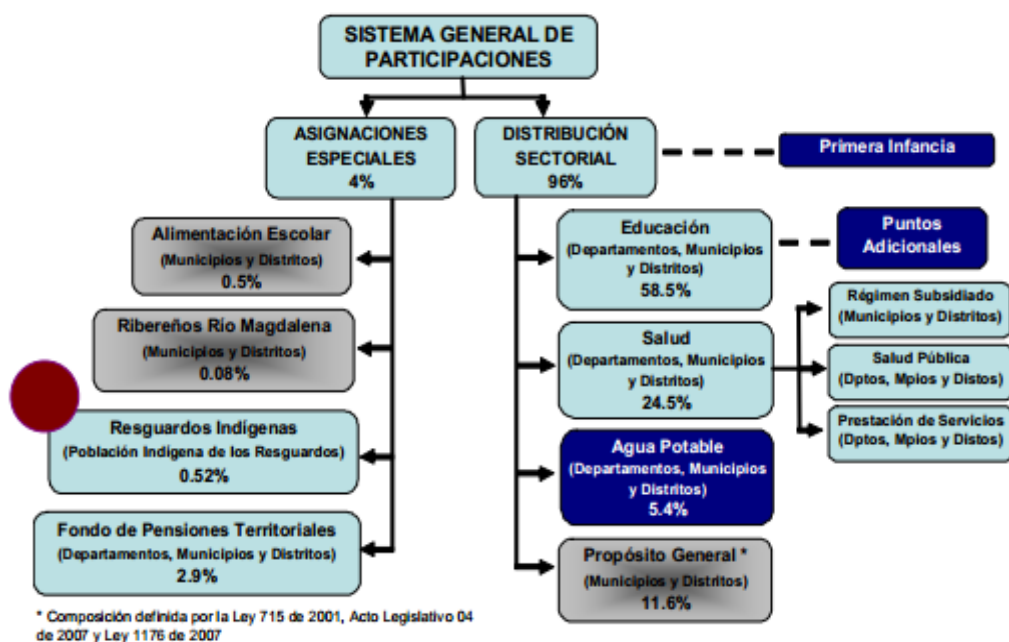 SISTEMA GENERAL DE
PARTICIPACIONES
ASIGNACIONES
ESPECIALES
4%
DISTRIBUCIÓN
SECTORIAL
96%
Primera Infancia
Alimentación Escolar
(Municipios y Distritos)
0.5%
Ribereños Río Magdalena
(Municipios y Distritos)
0.08%
Resguardos Indígenas
(Población Indígena de los Resguardos)
0.52%
Fondo de Pensiones Territoriales
(Departamentos, Municipios y Distritos)
2.9%
Educación
(Departamentos, Municipios
y Distritos)
58.5%
Puntos
Adicionales
Salud
(Departamentos, Municipios
y Distritos)
24.5%
Régimen Subsidiado
(Municipios y Distritos)
Salud Pública
(Dptos, Mpios y Distos)
Prestación de Servicios
(Dptos, Mpios y Distos)
Agua Potable
(Departamentos, Municipios
y Distritos)
5.4%
Propósito General *
(Municipios y Distritos)
11.6%
* Composición definida por la Ley 715 de 2001, Acto Legislativo 04
de 2007 y Ley 1176 de 2007